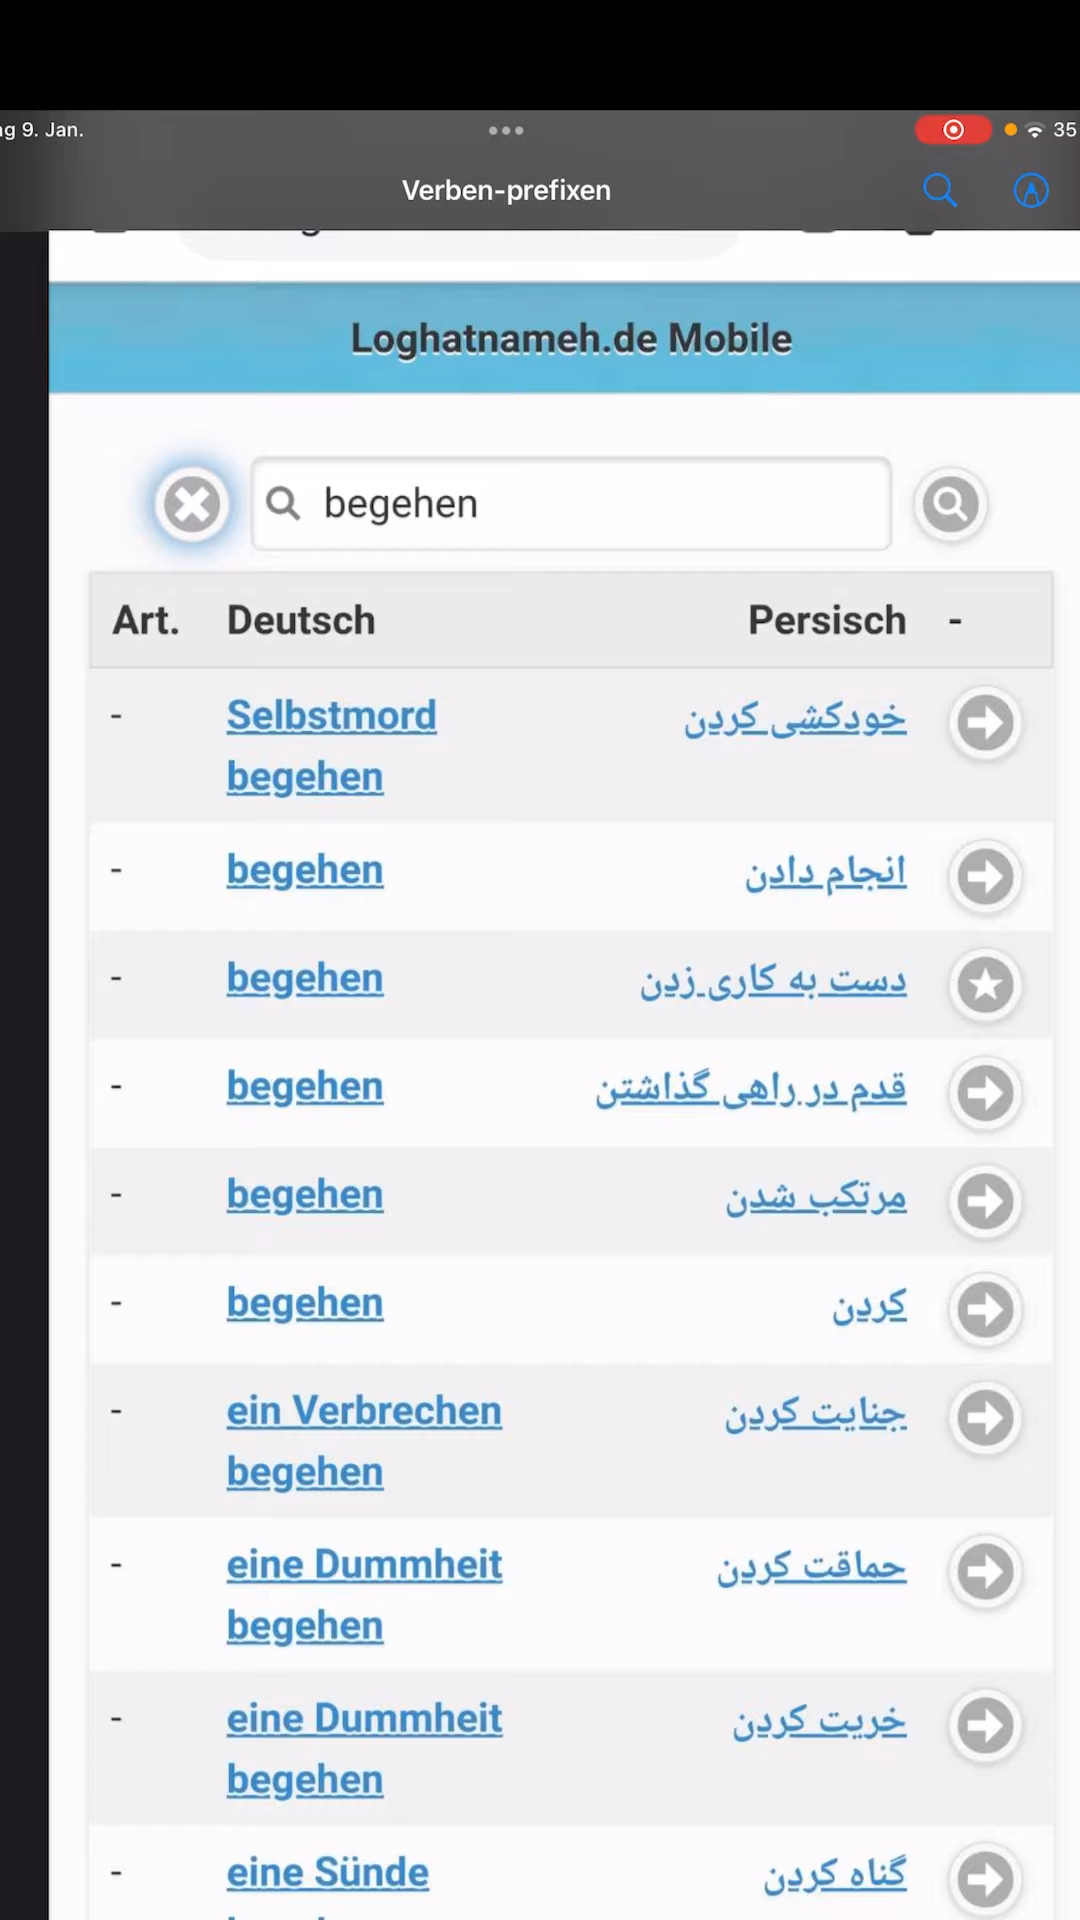 9. Jan.
35
Verben-prefixen
Loghatnameh.de Mobile
begehen
Art. Deutsch Persisch -
- Selbstmord خودکشی کردن
begehen
- begehen انجام دادن
- begehen دست به کاری زدن
- begehen قدم در راهی گذاشتن
- begehen مرتکب شدن
- begehen کردن
- ein Verbrechen جنایت کردن
begehen
- eine Dummheit حماقت کردن
begehen
- eine Dummheit خریت کردن
begehen
- eine Sünde گناه کردن